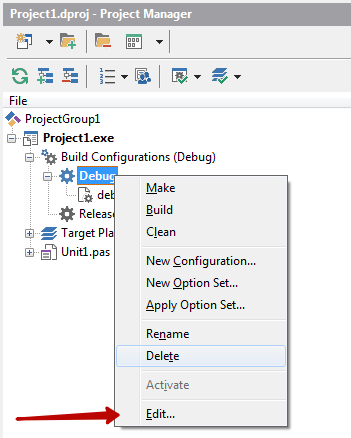 Project1.dproj - Project Manager
File
ProjectGroup1
Project1.exe
Build Configurations (Debug)
Debug
Make
Build
Release
Clean
Target Pla
Unit1.pas
New Configuration...
New Option Set...
Apply Option Set...
Rename
Delete
Activate
Edit...